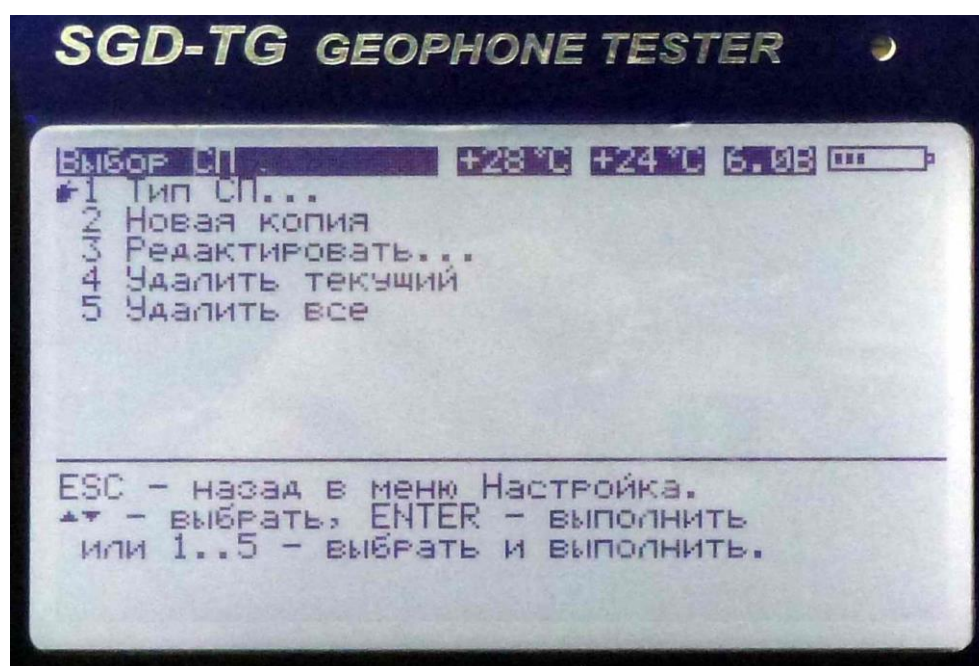 SGD-TG GEOPHONE TESTER
Выбор СП +28°C +24°C 6.0В
1 Тип СП...
2 Новая копия
3 Редактировать...
4 Удалить текущий
5 Удалить все
ESC - назад в меню Настройка.
▲▼ - выбрать, ENTER - выполнить
или 1..5 - выбрать и выполнить.